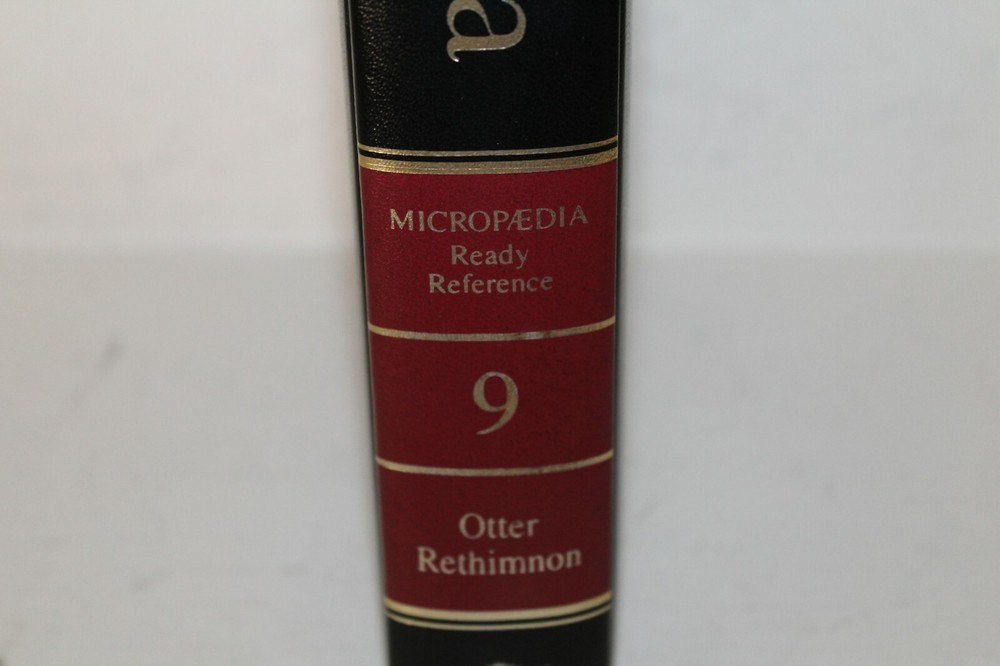 a
MICROPÆDIA
Ready
Reference
9
Otter
Rethimnon